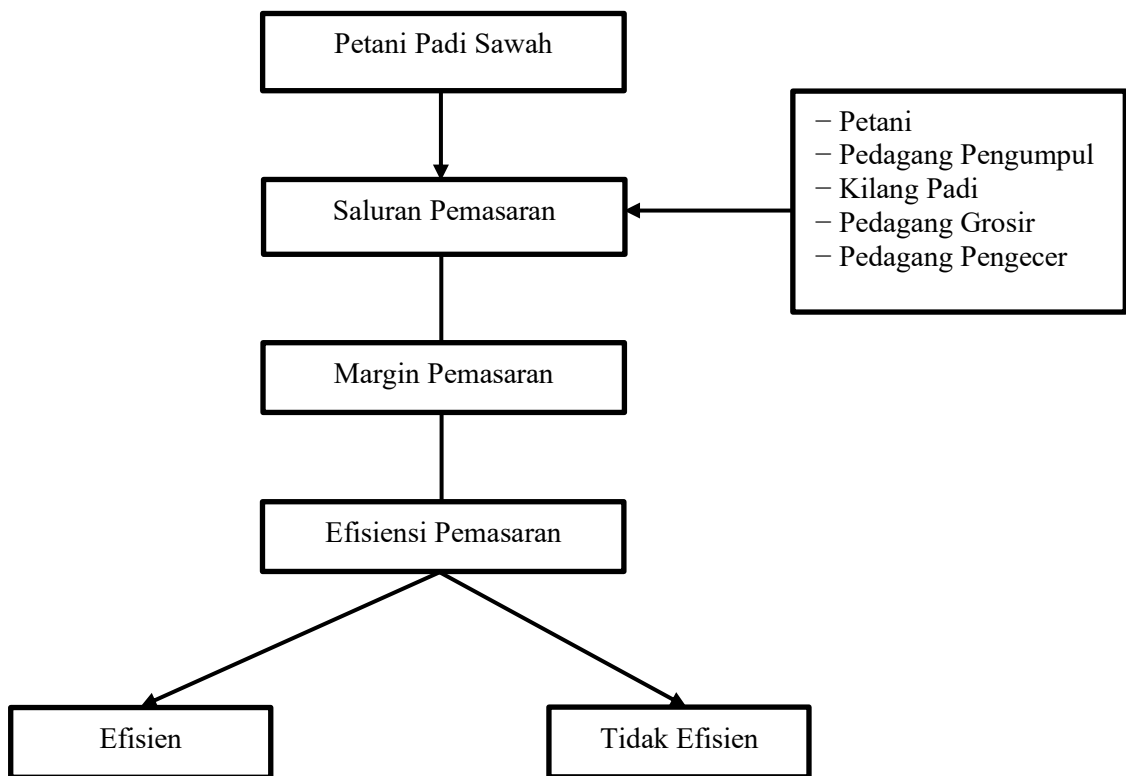 Petani Padi Sawah
− Petani
− Pedagang Pengumpul
− Kilang Padi
− Pedagang Grosir
− Pedagang Pengecer
Saluran Pemasaran
Margin Pemasaran
Efisiensi Pemasaran
Efisien
Tidak Efisien